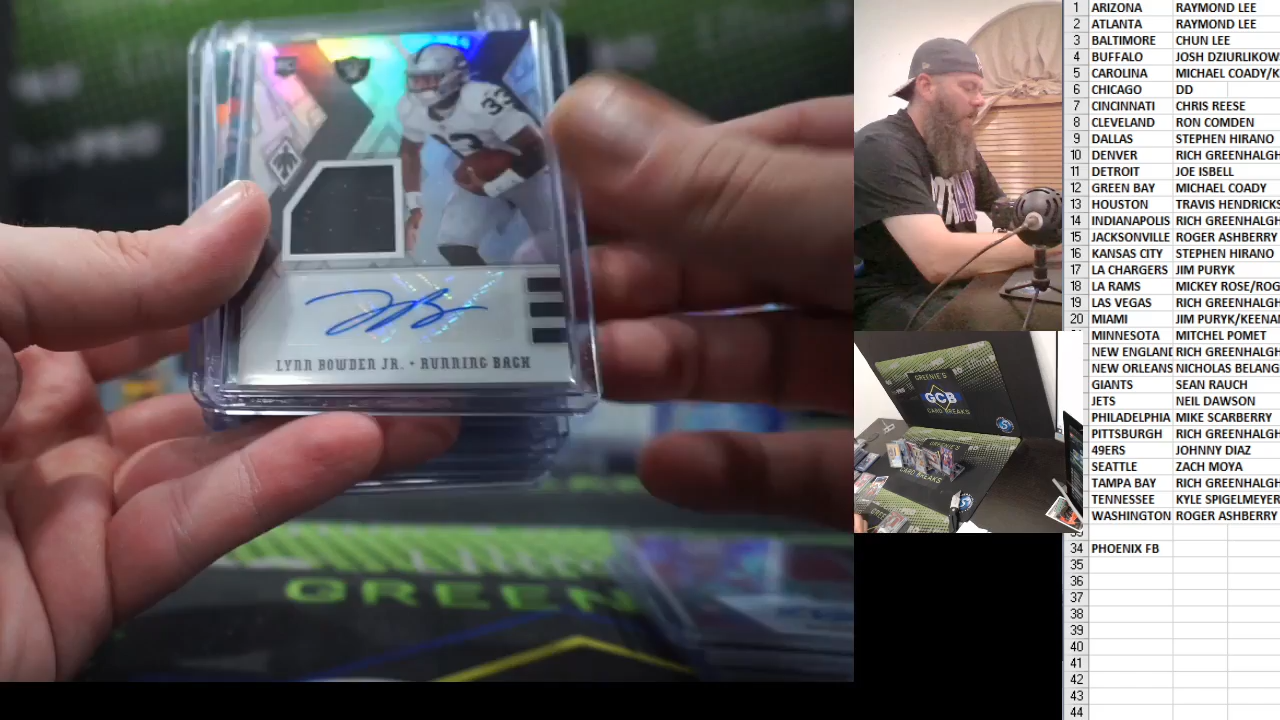 RC
33
33
LYNN BOWDEN JR. • RUNNING BACK
GREEN
GREENIE'S
GCB
CARD BREAKS
CARD BREAKS
1 ARIZONA RAYMOND LEE
2 ATLANTA RAYMOND LEE
3 BALTIMORE CHUN LEE
4 BUFFALO JOSH DZIURLIKOW
5 CAROLINA MICHAEL COADY/K
6 CHICAGO DD
7 CINCINNATI CHRIS REESE
8 CLEVELAND RON COMDEN
9 DALLAS STEPHEN HIRANO
10 DENVER RICH GREENHALGH
11 DETROIT JOE ISBELL
12 GREEN BAY MICHAEL COADY
13 HOUSTON TRAVIS HENDRICKS
14 INDIANAPOLIS RICH GREENHALGH
15 JACKSONVILLE ROGER ASHBERRY
16 KANSAS CITY STEPHEN HIRANO
17 LA CHARGERS JIM PURYK
18 LA RAMS MICKEY ROSE/ROG
19 LAS VEGAS RICH GREENHALGH
20 MIAMI JIM PURYK/KEENAN
MINNESOTA MITCHEL POMET
NEW ENGLAND RICH GREENHALGH
NEW ORLEANS NICHOLAS BELANG
GIANTS SEAN RAUCH
JETS NEIL DAWSON
PHILADELPHIA MIKE SCARBERRY
PITTSBURGH RICH GREENHALGH
49ERS JOHNNY DIAZ
SEATTLE ZACH MOYA
TAMPA BAY RICH GREENHALGH
TENNESSEE KYLE SPIGELMEYER
WASHINGTON ROGER ASHBERRY
34 PHOENIX FB
35
36
37
38
39
40
41
42
43
44